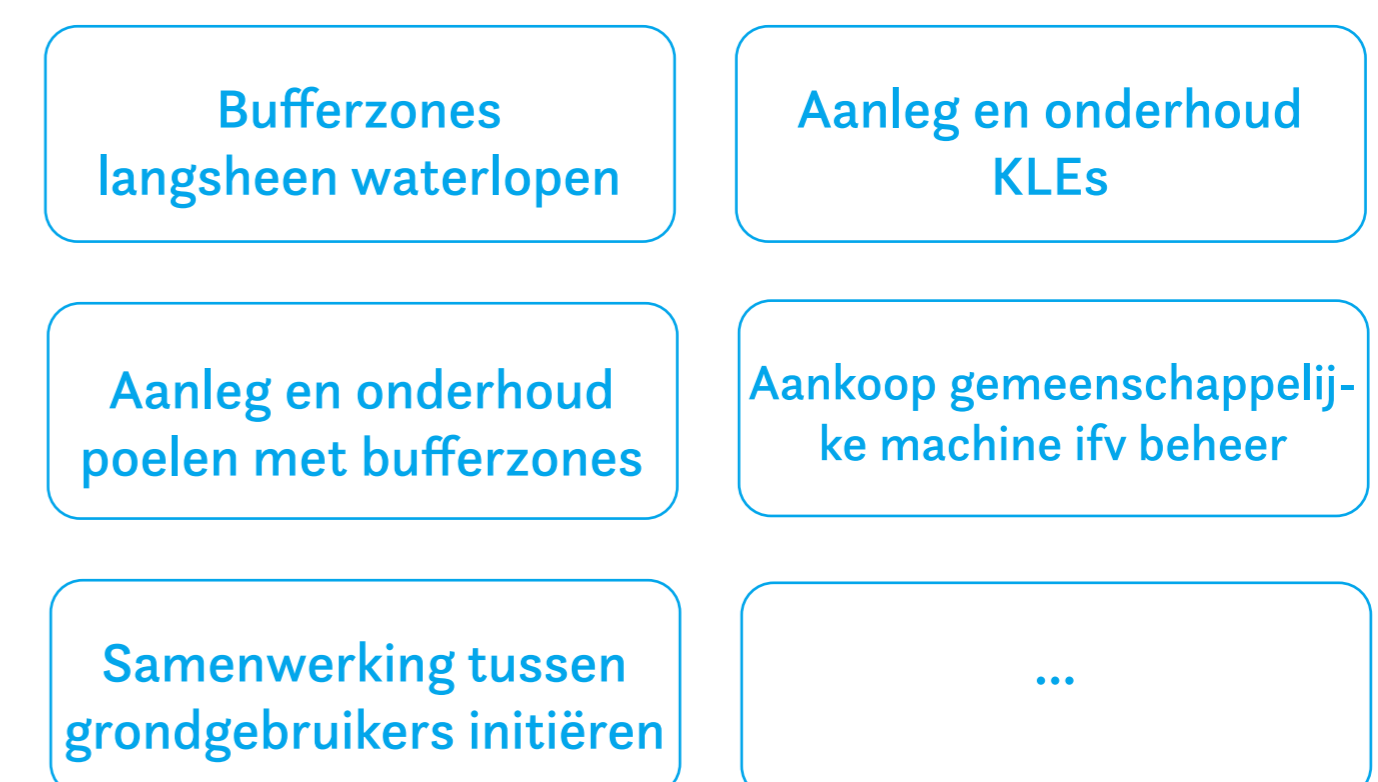 Bufferzones
langsheen waterlopen
Aanleg en onderhoud
KLEs
Aanleg en onderhoud
poelen met bufferzones
Aankoop gemeenschappelij-
ke machine ifv beheer
Samenwerking tussen
grondgebruikers initiëren
...